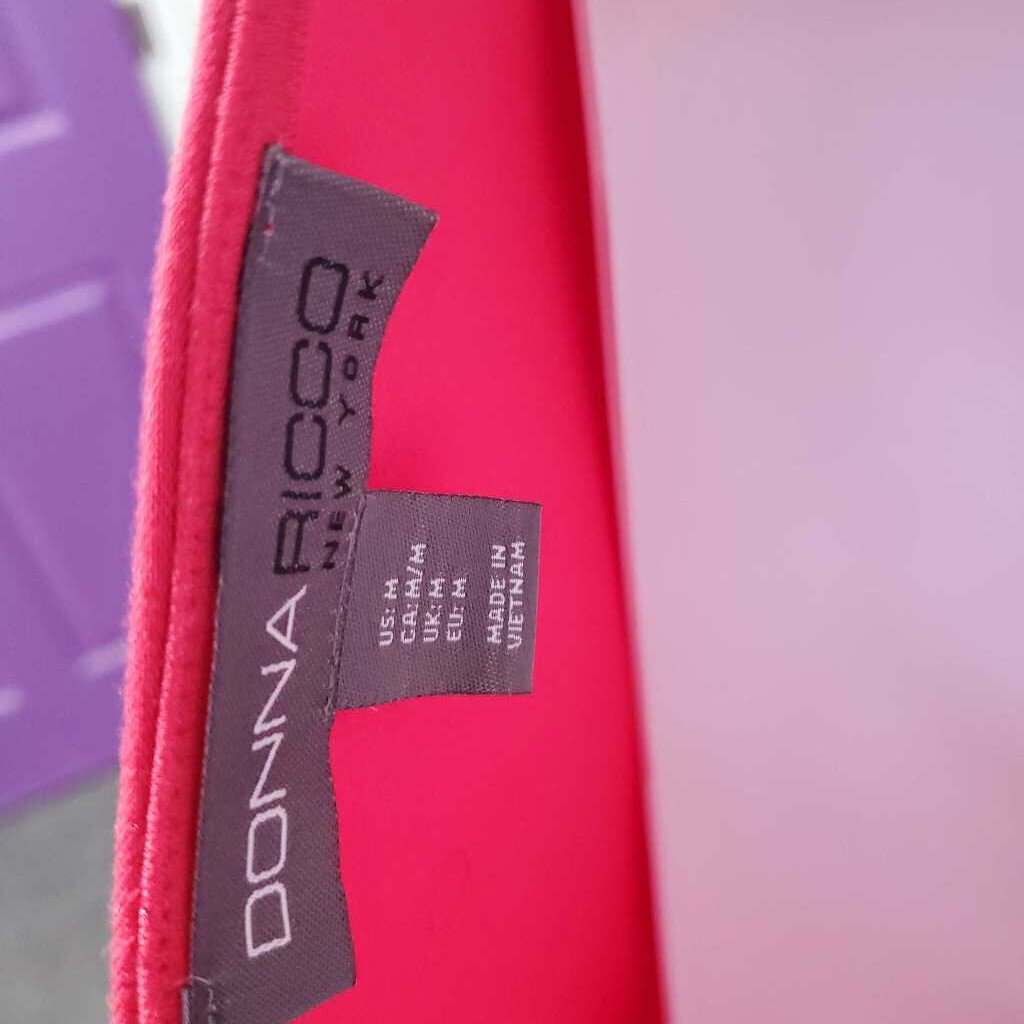 DONNA RICCO
NEW YORK
US: M
CA: M/M
UK: M
EU: M
MADE IN
VIETNAM